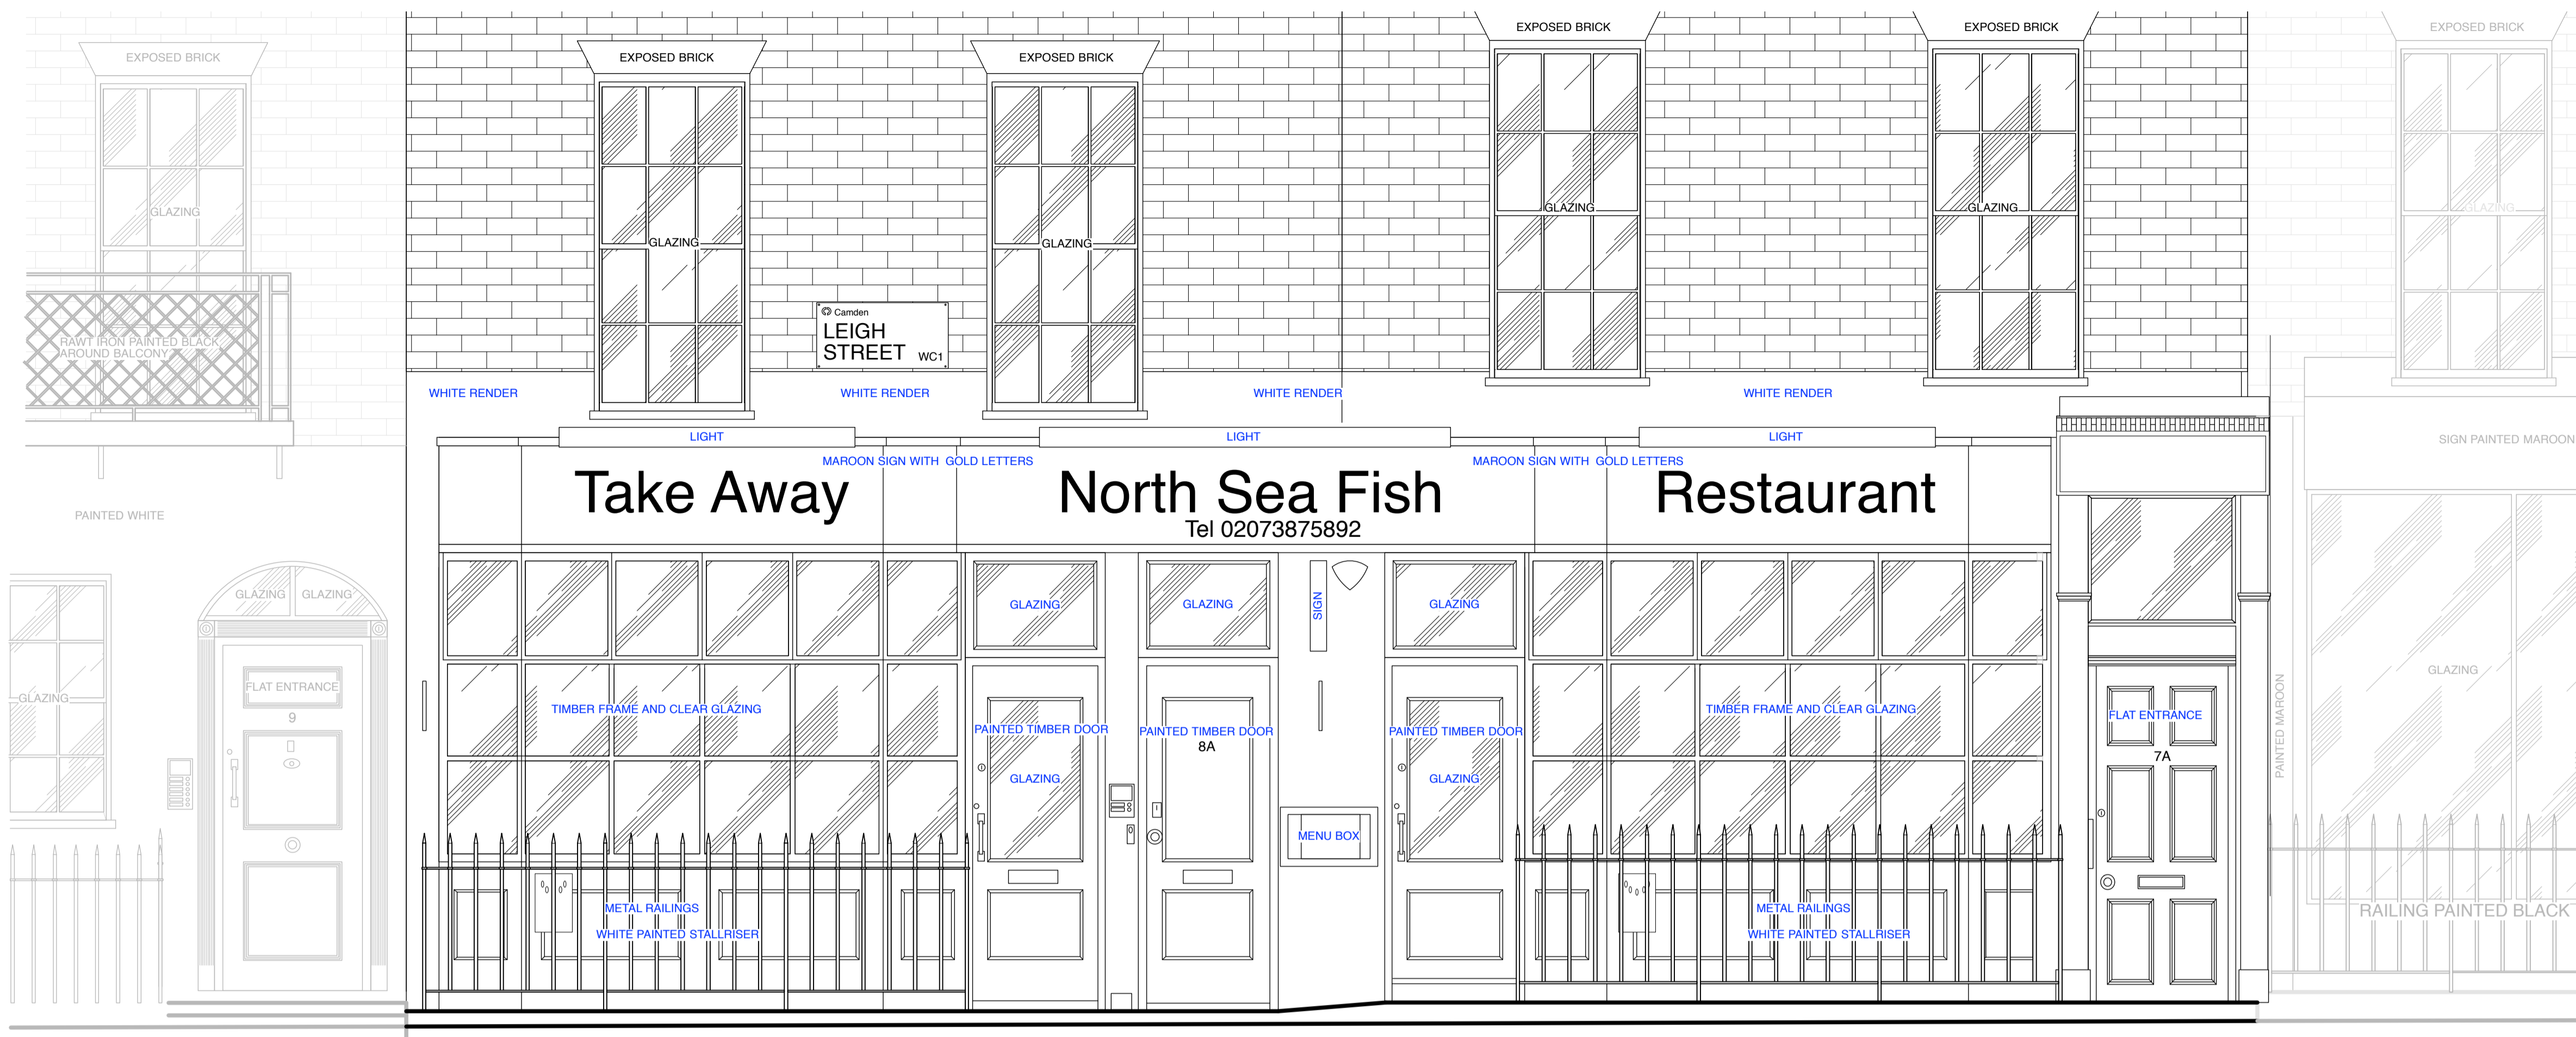 EXPOSED BRICK
EXPOSED BRICK
EXPOSED BRICK
EXPOSED BRICK
EXPOSED BRICK
EXPOSED BRICK
GLAZING
GLAZING
GLAZING
GLAZING
GLAZING
GLAZING
Camden
LEIGH
STREET WC1
RAWT IRON PAINTED BLACK
AROUND BALCONY
WHITE RENDER
WHITE RENDER
WHITE RENDER
WHITE RENDER
LIGHT
LIGHT
LIGHT
SIGN PAINTED MAROON
MAROON SIGN WITH GOLD LETTERS
MAROON SIGN WITH GOLD LETTERS
Take Away
North Sea Fish
Restaurant
Tel 02073875892
PAINTED WHITE
GLAZING
GLAZING
GLAZING
GLAZING
SIGN
GLAZING
GLAZING
GLAZING
FLAT ENTRANCE
9
TIMBER FRAME AND CLEAR GLAZING
TIMBER FRAME AND CLEAR GLAZING
PAINTED TIMBER DOOR
PAINTED TIMBER DOOR
8A
PAINTED TIMBER DOOR
FLAT ENTRANCE
7A
PAINTED MAROON
GLAZING
GLAZING
MENU BOX
METAL RAILINGS
WHITE PAINTED STALLRISER
METAL RAILINGS
WHITE PAINTED STALLRISER
RAILING PAINTED BLACK